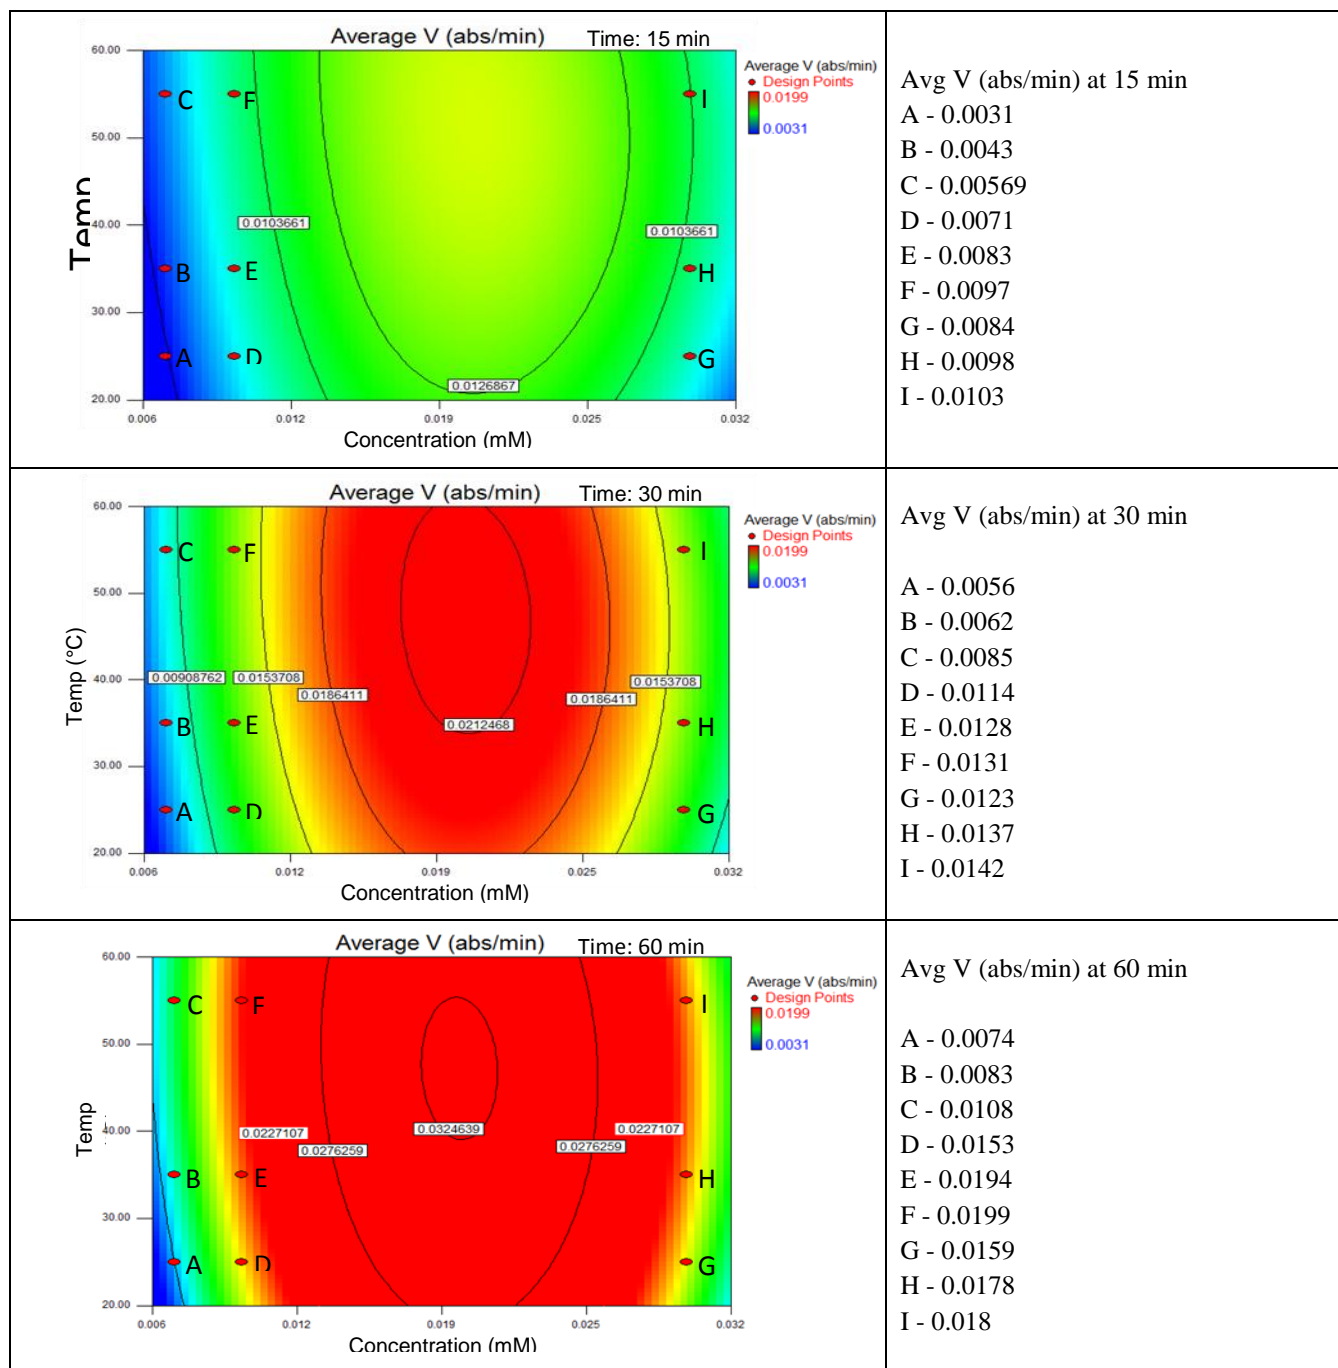 Average V (abs/min) Time: 15 min
60.00
50.00
40.00
30.00
20.00
Temp
C
F
I
B
E
H
A
D
G
0.0103661
0.0103661
0.0126867
0.006
0.012
0.019
0.025
0.032
Concentration (mM)
Average V (abs/min)
Design Points
0.0199
0.0031
Avg V (abs/min) at 15 min
A - 0.0031
B - 0.0043
C - 0.00569
D - 0.0071
E - 0.0083
F - 0.0097
G - 0.0084
H - 0.0098
I - 0.0103
Average V (abs/min) Time: 30 min
60.00
50.00
40.00
30.00
20.00
Temp (°C)
C
F
I
B
E
H
A
D
G
0.00908762
0.0153708
0.0186411
0.0212468
0.0186411
0.0153708
0.006
0.012
0.019
0.025
0.032
Concentration (mM)
Average V (abs/min)
Design Points
0.0199
0.0031
Avg V (abs/min) at 30 min
A - 0.0056
B - 0.0062
C - 0.0085
D - 0.0114
E - 0.0128
F - 0.0131
G - 0.0123
H - 0.0137
I - 0.0142
Average V (abs/min) Time: 60 min
60.00
50.00
40.00
30.00
20.00
Temp
C
F
I
B
E
H
A
D
G
0.0227107
0.0276259
0.0324639
0.0276259
0.0227107
0.006
0.012
0.019
0.025
0.032
Concentration (mM)
Average V (abs/min)
Design Points
0.0199
0.0031
Avg V (abs/min) at 60 min
A - 0.0074
B - 0.0083
C - 0.0108
D - 0.0153
E - 0.0194
F - 0.0199
G - 0.0159
H - 0.0178
I - 0.018